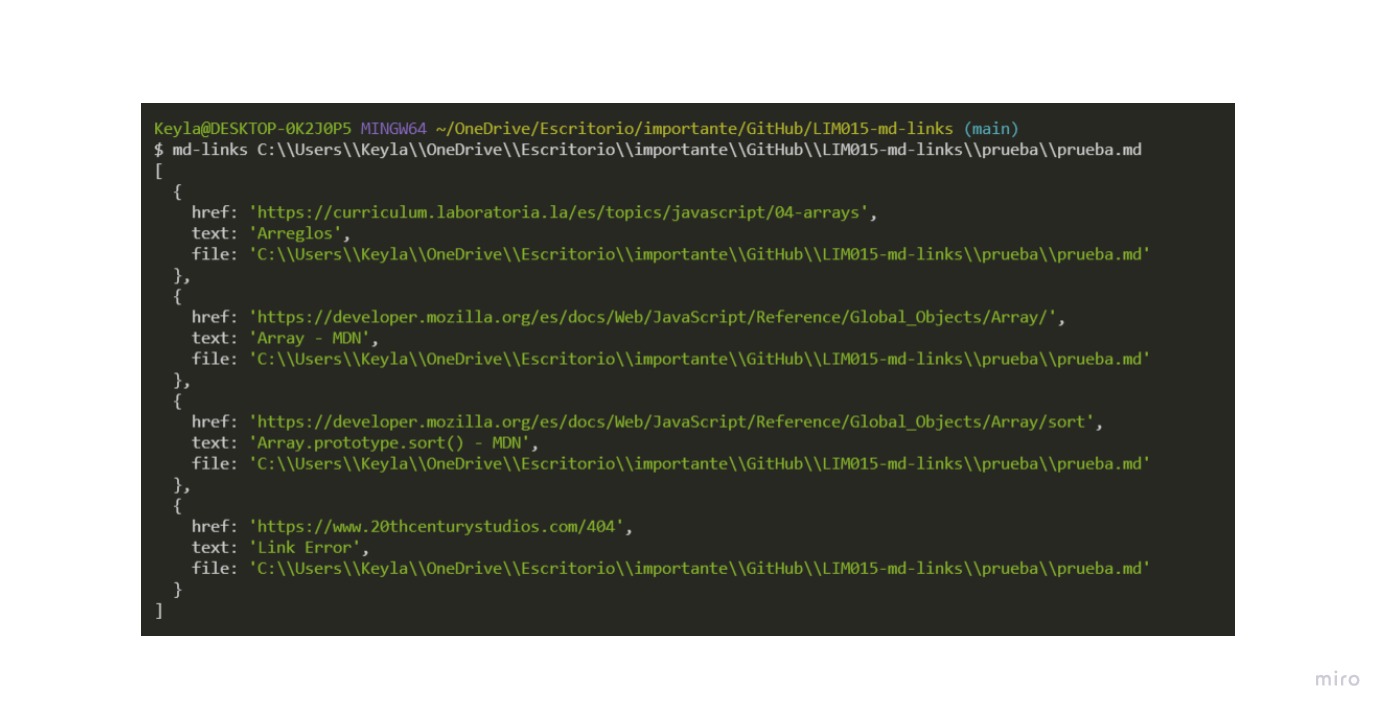 Keyla@DESKTOP-0K2J0P5 MINGW64 ~/OneDrive/Escritorio/importante/GitHub/LIM015-md-links (main)
$ md-links C:\\Users\\Keyla\\OneDrive\\Escritorio\\importante\\GitHub\\LIM015-md-links\\prueba\\prueba.md
[
  {
    href: 'https://curriculum.laboratoria.la/es/topics/javascript/04-arrays',
    text: 'Arreglos',
    file: 'C:\\Users\\Keyla\\OneDrive\\Escritorio\\importante\\GitHub\\LIM015-md-links\\prueba\\prueba.md'
  },
  {
    href: 'https://developer.mozilla.org/es/docs/Web/JavaScript/Reference/Global_Objects/Array/',
    text: 'Array - MDN',
    file: 'C:\\Users\\Keyla\\OneDrive\\Escritorio\\importante\\GitHub\\LIM015-md-links\\prueba\\prueba.md'
  },
  {
    href: 'https://developer.mozilla.org/es/docs/Web/JavaScript/Reference/Global_Objects/Array/sort',
    text: 'Array.prototype.sort() - MDN',
    file: 'C:\\Users\\Keyla\\OneDrive\\Escritorio\\importante\\GitHub\\LIM015-md-links\\prueba\\prueba.md'
  },
  {
    href: 'https://www.20thcenturystudios.com/404',
    text: 'Link Error',
    file: 'C:\\Users\\Keyla\\OneDrive\\Escritorio\\importante\\GitHub\\LIM015-md-links\\prueba\\prueba.md'
  }
]
miro